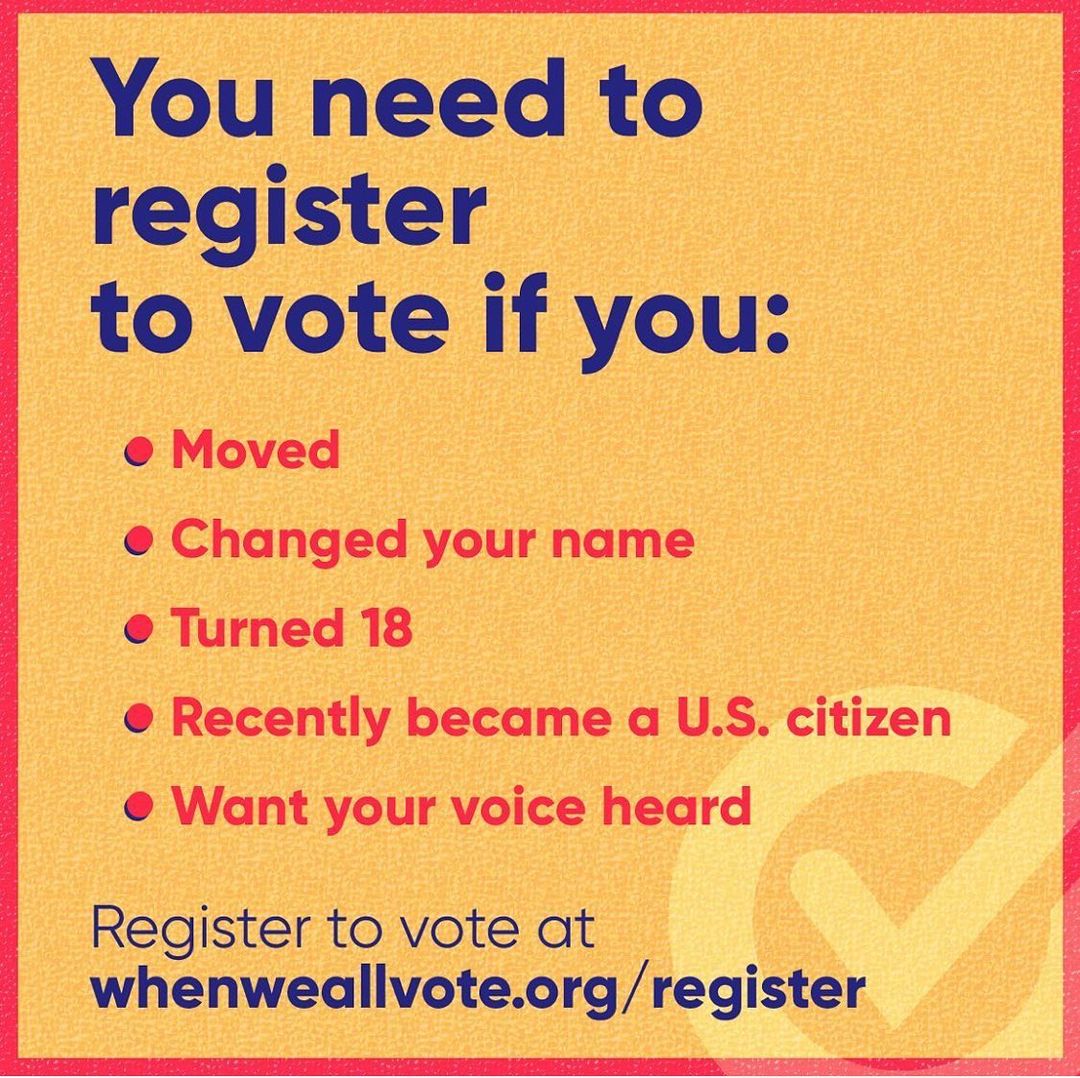 You need to
register
to vote if you:
• Moved
• Changed your name
• Turned 18
• Recently became a U.S. citizen
• Want your voice heard
Register to vote at
whenweallvote.org/register